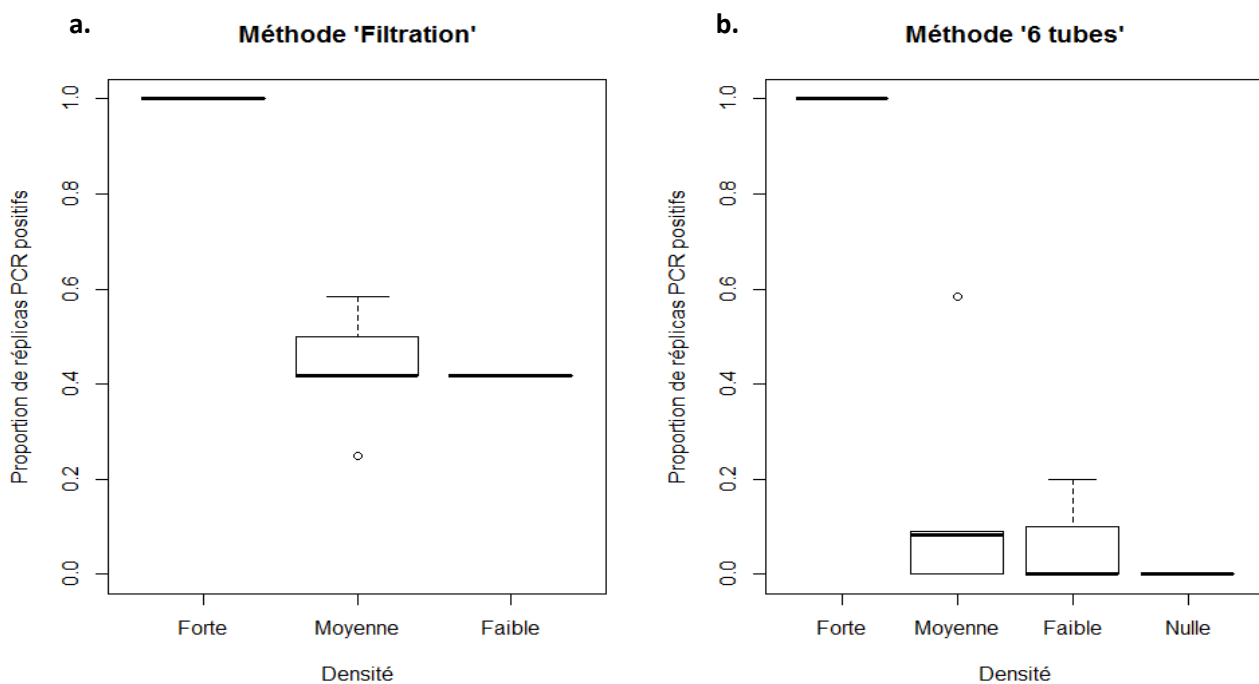 a.
Méthode 'Filtration'
Proportion de réplicas PCR positifs
1.0
0.8
0.6
0.4
0.2
0.0
Forte
Moyenne
Faible
Densité
b.
Méthode '6 tubes'
Proportion de réplicas PCR positifs
1.0
0.8
0.6
0.4
0.2
0.0
Forte
Moyenne
Faible
Nulle
Densité